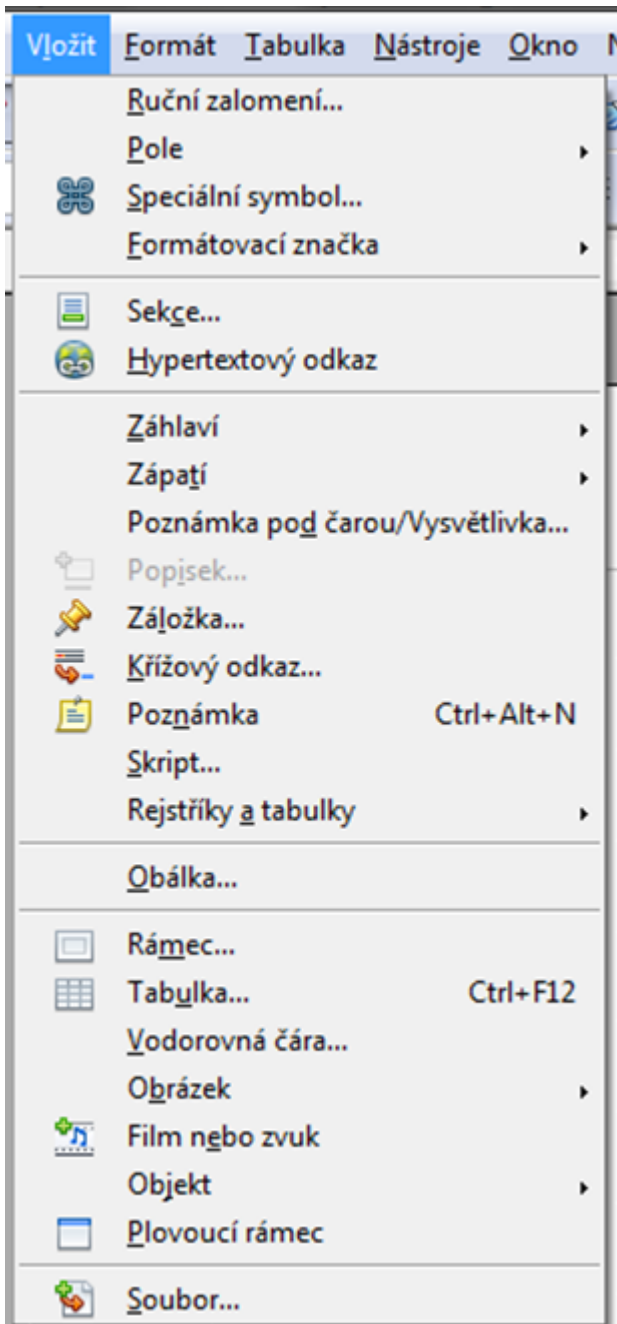 Vložit Formát Tabulka Nástroje Okno
Ruční zalomení...
Pole
Speciální symbol...
Formátovací značka
Sekce...
Hypertextový odkaz
Záhlaví
Zápatí
Poznámka pod čarou/Vysvětlivka...
Popisek...
Záložka...
Křížový odkaz...
Poznámka Ctrl+Alt+N
Skript...
Rejstříky a tabulky
Obálka...
Rámec...
Tabulka... Ctrl+F12
Vodorovná čára...
Obrázek
Film nebo zvuk
Objekt
Plovoucí rámec
Soubor...